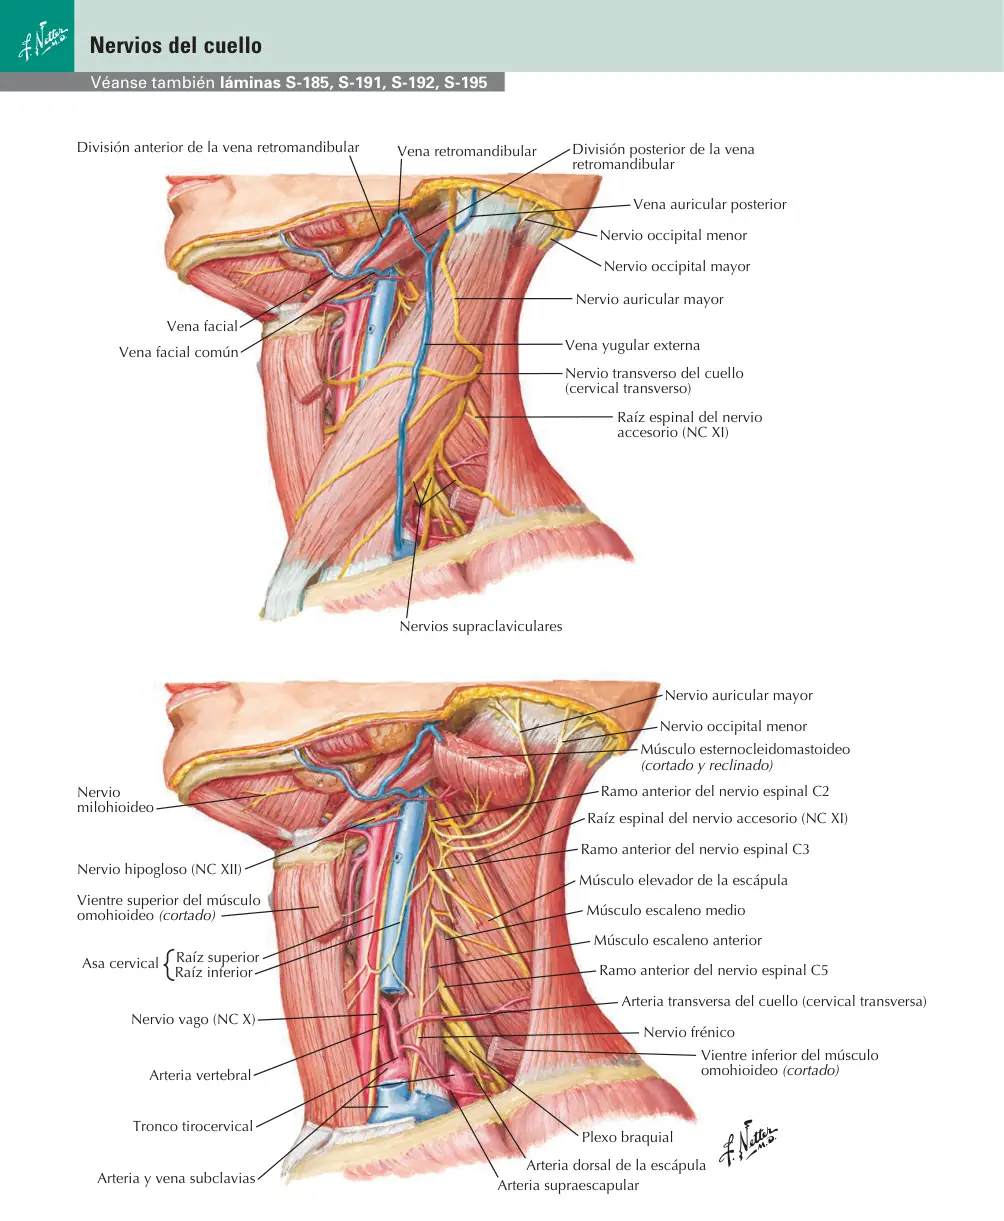 F. Netter M.D.
Nervios del cuello
Véanse también láminas S-185, S-191, S-192, S-195
División anterior de la vena retromandibular
Vena retromandibular
División posterior de la vena
retromandibular
Vena auricular posterior
Nervio occipital menor
Nervio occipital mayor
Nervio auricular mayor
Vena facial
Vena yugular externa
Vena facial común
Nervio transverso del cuello
(cervical transverso)
Raíz espinal del nervio
accesorio (NC XI)
Nervios supraclaviculares
Nervio auricular mayor
Nervio occipital menor
Músculo esternocleidomastoideo
(cortado y reclinado)
Nervio
milohioideo
Ramo anterior del nervio espinal C2
Raíz espinal del nervio accesorio (NC XI)
Ramo anterior del nervio espinal C3
Nervio hipogloso (NC XII)
Músculo elevador de la escápula
Vientre superior del músculo
omohioideo (cortado)
Músculo escaleno medio
Músculo escaleno anterior
Asa cervical { Raíz superior
Raíz inferior
Ramo anterior del nervio espinal C5
Arteria transversa del cuello (cervical transversa)
Nervio vago (NC X)
Nervio frénico
Vientre inferior del músculo
omohioideo (cortado)
Arteria vertebral
Tronco tirocervical
Plexo braquial
F. Netter M.D.
Arteria dorsal de la escápula
Arteria y vena subclavias
Arteria supraescapular